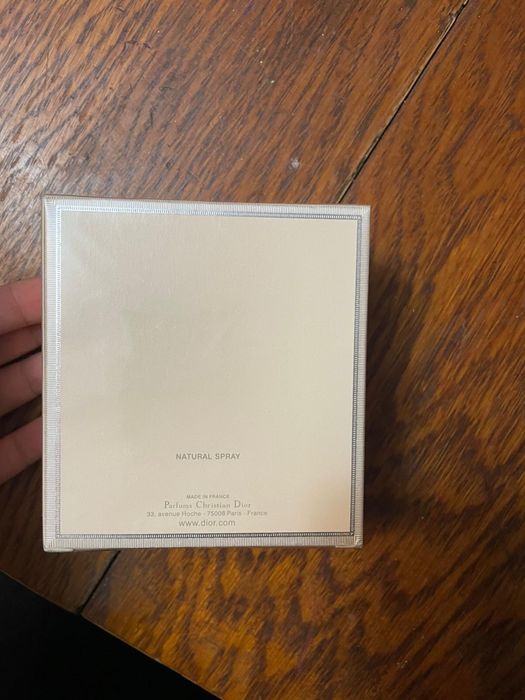 NATURAL SPRAY
MADE IN FRANCE
Parfums Christian Dior
33, avenue Hoche - 75008 Paris - France
www.dior.com